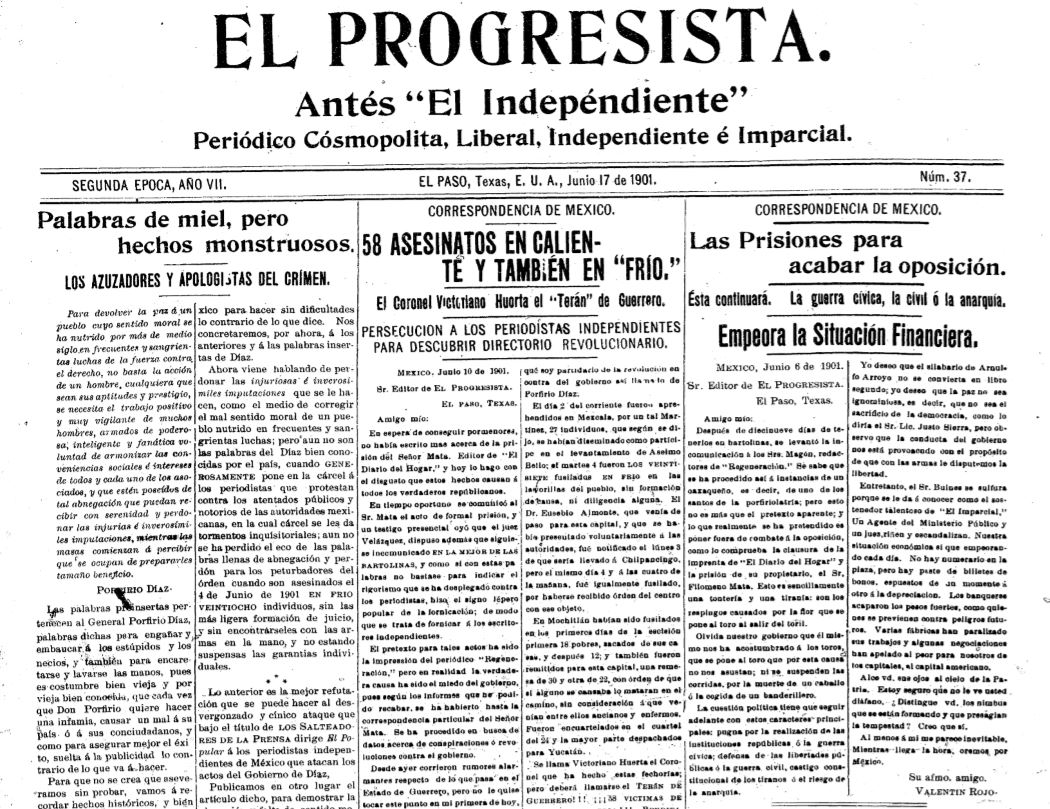 EL PROGRESISTA.
Antés "El Indepéndiente"
Periódico Cósmopolita, Liberal, Independiente é Imparcial.
SEGUNDA EPOCA, AÑO VII.
EL PASO, Texas, E. U. A., Junio 17 de 1901.
Núm. 37.
Palabras de miel, pero
hechos monstruosos.
LOS AZUZADORES Y APOLOGISTAS DEL CRÍMEN.
Para devolver la paz á un
pueblo cuyo sentido moral se
ha nutrido por más de medio
siglo en frecuentes y sangrien-
tas luchas de la fuerza contra
el derecho, no basta la acción
de un hombre, cualquiera que
sean sus aptitudes y prestigio,
se necesita el trabajo positivo
y muy vigilante de muchos
hombres, armados de podero-
sa, inteligente y fanática vo-
luntad de armonizar las con-
veniencias sociales é intereses
de todos y cada uno de los aso-
ciados, y que estén poseídos de
tal abnegación que puedan re-
cibir con serenidad y perdo-
nar las injurias é inverosími-
les imputaciones, mientras las
masas comienzan á percibir
que se ocupan de prepararles
tamaño beneficio.
PORFIRIO DIAZ.
Las palabras preinsertas per-
tenecen al General Porfirio Díaz,
palabras dichas para engañar y
embaucar á los estúpidos y los
necios, y también para encare-
tarse y lavarse las manos, pues
es costumbre bien vieja y por
vieja bien conocida, que cada vez
que Don Porfirio quiere hacer
una infamia, causar un mal á su
país ó á sus conciudadanos, y
como para asegurar mejor el éxi
to, suelta á la publicidad lo con-
trario de lo que vá á hacer.
Para que no se crea que aseve-
ramos sin probar, vamos á re-
cordar hechos históricos, y bién
xico para hacer sin dificultades
lo contrario de lo que dice. Nos
concretaremos, por ahora, á los
anteriores y á las palabras inser-
tas de Díaz.
Ahora viene hablando de per-
donar las injuriosas é inverosí-
miles imputaciones que se le ha-
cen, como el medio de corregir
el mal sentido moral de un pue-
blo nutrido en frecuentes y san-
grientas luchas; pero aun no son
las palabras del Díaz bien cono-
cidas por el país, cuando GENE-
ROSAMENTE pone en la cárcel á
los periodistas que protestan
contra los atentados públicos y
notorios de las autoridades mexi-
canas, en la cual cárcel se les da
tormentos inquisitoriales; aun no
se ha perdido el eco de las pala-
bras llenas de abnegación y per-
dón para los peturbadores del
órden cuando son asesinados el
4 de Junio de 1901 EN FRIO
VEINTIOCHO individuos, sin las
más ligera formación de juicio,
y sin encontrárseles con las ar-
mas en la mano, y no estando
suspensas las garantías indivi-
duales.
Lo anterior es la mejor refuta-
ción que se puede hacer al des-
vergonzado y cínico ataque que
bajo el título de LOS SALTEADO-
RES DE LA PRENSA dirige El Po-
pular á los periodistas indepen-
dientes de México que atacan los
actos del Gobierno de Díaz,
Publicamos en otro lugar el
artículo dicho, para demostrar la
CORRESPONDENCIA DE MEXICO.
58 ASESINATOS EN CALIEN-
TÉ Y TAMBIÉN EN "FRÍO."
El Coronel Victoriano Huorta el "Terán" de Guerrero.
PERSECUCION A LOS PERIODÍSTAS INDEPENDIENTES
PARA DESCUBRIR DIRECTORIO REVOLUCIONARIO.
MEXICO. Junio 10 de 1901.
Sr. Editor de EL PROGRESISTA.
EL PASO, TEXAS.
Amigo mío:
En espera de conseguir pormenores,
no había escrito mas acerca de la pri-
sión del Señor Mata. Editor de "El
Diario del Hogar," y hoy lo hago con
el disgusto que estos hechos causan á
todos los verdaderos republicanos.
En tiempo oportuno se comunicó al
Sr. Mata el acto de formal prisión, y
un testigo presencial oyó que el juez
Velázquez, dispuso además que siguie-
se incomunicado EN LA MEJOR DE LAS
BARTOLINAS, y como si con estas pa
labras no bastase para indicar el
rigorismo que se ha desplegado contra
los periodistas, hizo el signo lépero
popular de la fornicación; de modo
que se trata de fornicar á los escrito-
res independientes.
El pretexto para tales actos ha sido
la impresión del periódico "Regene-
ración," pero en realidad la verdade-
ra causa ha sido el miedo del gobierno,
pues según los informes que he podi-
do recabar, se ha habierto hasta la
correspondencia particular del Señor
Mata. Se ha procedido en busca de
datos acerca de conspiraciones ó revo-
luciones contra el gobierno.
Desde ayer corrieron rumores alar-
mantes respecto de lo que pasa en el
Estado de Guerrero, pero no le quise
tocar este punto en mi primera de hoy,
qué soy partidario de la revolución en
contra del gobierno así llamado de
Porfirio Díaz.
El día 2 del corriente fueron apre-
hendidos en Mezcala, por un tal Mar-
tínez, 27 individuos, que según se di-
jo, se habían diseminado como partíci-
pes en el levantamiento de Anselmo
Bello; el martes 4 fueron LOS VEINTI-
SIETE fusilados EN FRIO en las
orillas del pueblo, sin formación
de causa, ni diligencia alguna. El
Dr. Eusebio Almonte, que venía de
paso para esta capital, y que se ha-
bía presentado voluntariamente á las
autoridades, fué notificado el lúnes 3
de que sería llevado á Chilpancingo,
pero el mismo día 4 y á las cuatro de
la mañana, fué igualmente fusilado,
por haberse recibido órden del centro
con ese objeto.
En Mochitlán habían sido fusilados
en los primeros días de la escisión
primera 18 pobres, sacados de sus ca-
sas, y después 12; y también fueron
remitidos para esta capital, una reme-
sa de 30 y otra de 22, con órden de que
si alguno se cansaba lo mataran en el
camino, sin consideración á que ve-
nían entre ellos ancianos y enfermos.
Fueron encuartelados en el cuartel
del 24 y la mayor parte despachados
para Yucatán.
Se llama Victoriano Huerta el Coro-
nel que ha hecho estas fechorías;
pero deberá llamarse el TERÁN DE
GUERRERO!!, ¡¡¡58 VICTIMAS DE
CORRESPONDENCIA DE MEXICO.
Las Prisiones para
acabar la oposición.
Ésta continuará. La guerra cívica, la civil ó la anarquía.
Empeora la Situación Financiera.
MEXICO, Junio 6 de 1901.
Sr. Editor de EL PROGRESISTA.
El Paso, Texas.
Amigo mío:
Después de diecinueve días de te-
nerlos en bartolinas, se levantó la in-
comunicación á los Srs. Magón, redac-
tores de "Regeneración." Sé sabe que
se ha procedido así á instancias de un
oaxaqueño, es decir, de uno de los
santos de la porfiriolatría; pero esto
no es más que el pretexto aparente; y
lo que realmente se ha pretendido es
poner fuera de combate á la oposición,
como lo comprueba la clausura de la
imprenta de "El Diario del Hogar" y
la prisión de su propietario, el Sr.
Filomeno Mata. Esto es sencillamente
una tontería y una tiranía: son los
respingos causados por la flor que se
pone al toro al salir del toril.
Olvida nuestro gobierno que él mis-
mo nos ha acostumbrado á los toros,
que se pone al toro que por esta causa
no nos asustan; ni se suspenden las
corridas, por la muerte de un caballo
ó la cogida de un banderillero.
La cuestión política tiene que seguir
adelante con estos caracteres princi-
pales: pugna por la realización de las
instituciones repúblicas, ó la guerra
cívica; defensa de las libertades pú-
blicas ó la guerra civil, castigo cons-
titucional de los tiranos ó el riesgo de
la anarquía.
Yo deseo que el silabario de Arnul-
fo Arroyo no se convierta en libro
segundo; yo deseo que la paz no sea
ignominiosa, es decir, que no sea el
sacrificio de la democracia, como lo
diría el Sr. Lic. Justo Sierra, pero ob-
servo que la conducta del gobierno
nos está provocando con el propósito
de que con las armas le disputemos la
libertad.
Entretanto, el Sr. Bulnes se sulfura
porque se le da á conocer como el sos-
tenedor talentoso de "El Imparcial,"
Un Agente del Ministerio Público y
un juez, riñen y escandalizan. Nuestra
situación económica si que empeoran-
do cada día. No hay numerario en la
plaza, pero hay paste de billetes de
bonos, espuestos de un momento á
otro á la depreciación. Los banqueros
acaparon los pesos fuertes, como quie-
nes se previenen contra peligros futu-
ros. Varias fábricas han paralizado
sus trabajos y algunas negociaciones
han apelado al peor para nosotros de
los capitales, al capital americano.
Alce vd. sus ojos al cielo de la Pa-
tria. Estoy seguro que no le ve usted
diáfano. ¿Distingue vd. los nimbus
que se están formando y que presagian
la tempestad? Creo que sí.
Al menos á mí me parece inevitable.
Mientras llega la hora, oremos por
México.
Su afmo. amigo.
VALENTIN ROJO.